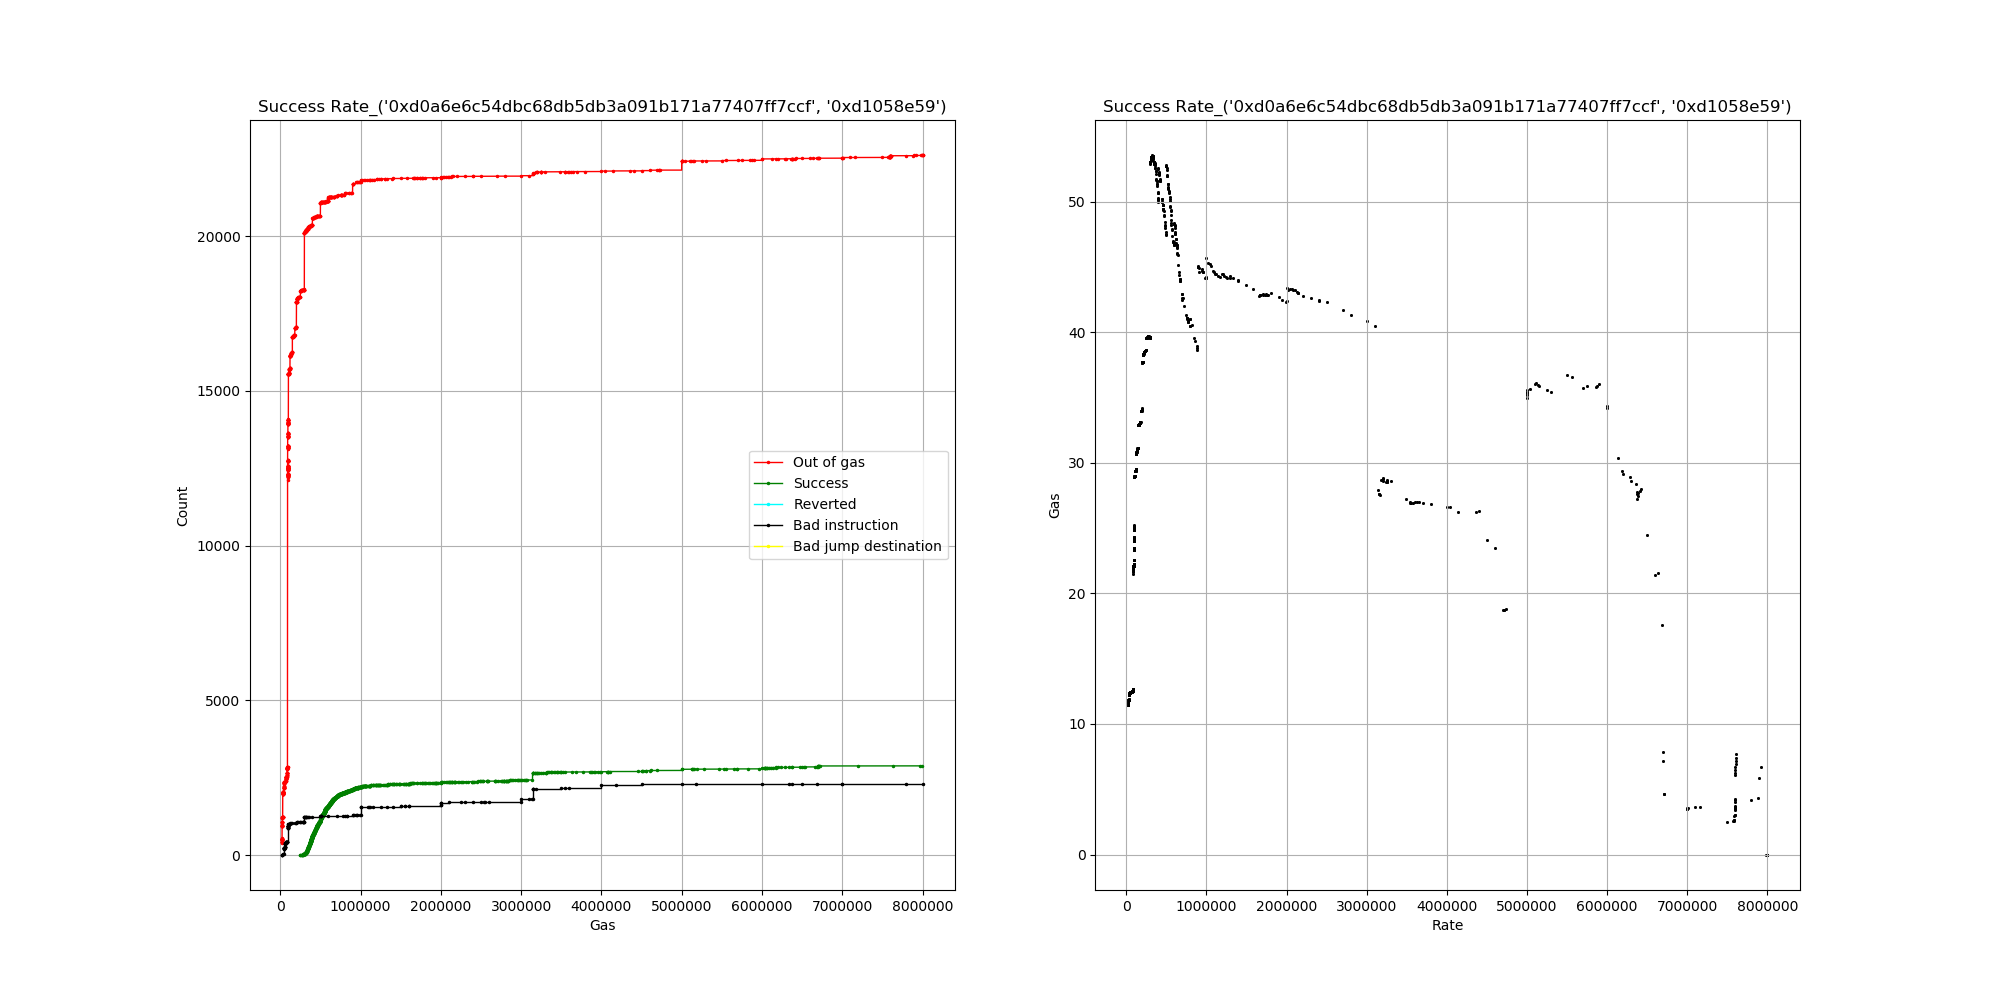 Success Rate_('0xd0a6e6c54dbc68db5db3a091b171a77407ff7ccf', '0xd1058e59')
Count
20000
15000
10000
5000
0
Out of gas
Success
Reverted
Bad instruction
Bad jump destination
0 1000000 2000000 3000000 4000000 5000000 6000000 7000000 8000000
Gas
Success Rate_('0xd0a6e6c54dbc68db5db3a091b171a77407ff7ccf', '0xd1058e59')
Gas
50
40
30
20
10
0
0 1000000 2000000 3000000 4000000 5000000 6000000 7000000 8000000
Rate